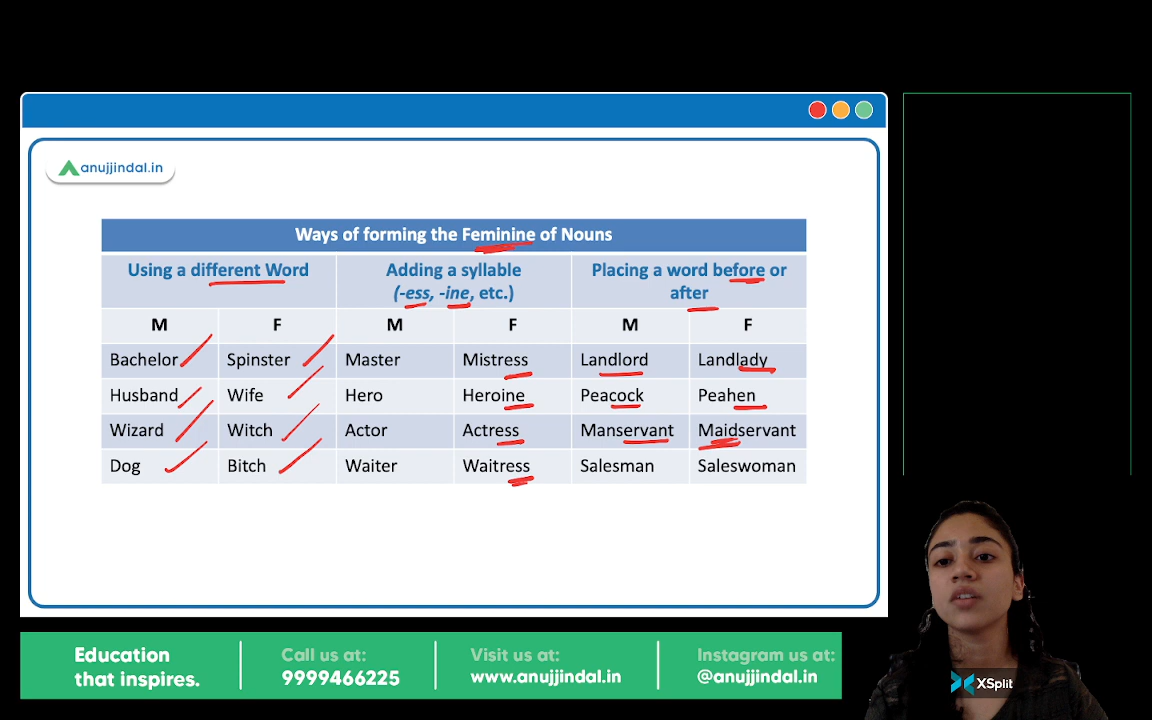 anujjindal.in
Ways of forming the Feminine of Nouns
Using a different Word
Adding a syllable
(-ess, -ine, etc.)
Placing a word before or
after
M F M F M F
Bachelor Spinster Master Mistress Landlord Landlady
Husband Wife Hero Heroine Peacock Peahen
Wizard Witch Actor Actress Manservant Maidservant
Dog Bitch Waiter Waitress Salesman Saleswoman
Education
that inspires.
Call us at:
9999466225
Visit us at:
www.anujjindal.in
Instagram us at:
@anujjindal.in
XSplit